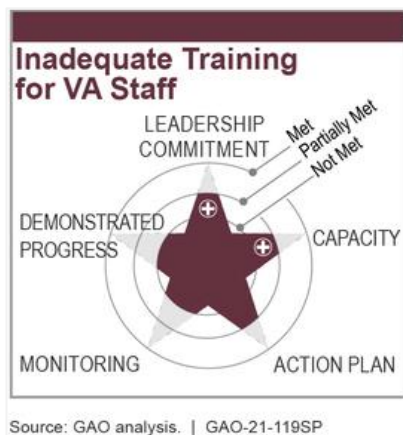 Inadequate Training
for VA Staff
LEADERSHIP
COMMITMENT
Met
Partially Met
Not Met
DEMONSTRATED
PROGRESS
CAPACITY
MONITORING
ACTION PLAN
Source: GAO analysis. | GAO-21-119SP